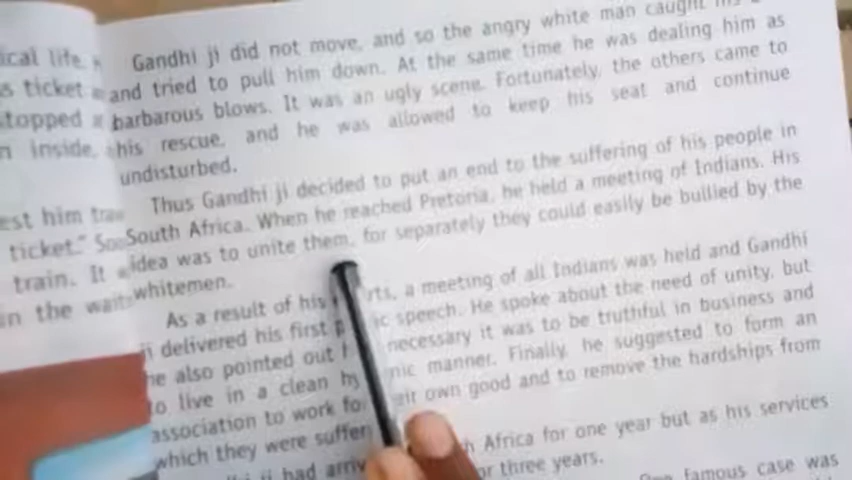 ical life.
s ticket
stopped
n inside,
est him
ticket." So
train. It
in the
Gandhi ji did not move, and so the angry white man caught
and tried to pull him down. At the same time he was dealing him as
barbarous blows. It was an ugly scene. Fortunately, the others came to
his rescue, and he was allowed to keep his seat and continue
undisturbed.
Thus Gandhi ji decided to put an end to the suffering of his people in
South Africa. When he reached Pretoria, he held a meeting of Indians. His
idea was to unite them, for separately they could easily be bullied by the
whitemen.
As a result of his rts, a meeting of all Indians was held and Gandhi
ji delivered his first p ic speech. He spoke about the need of unity, but
he also pointed out necessary it was to be truthful in business and
to live in a clean hy nic manner. Finally, he suggested to form an
association to work fo eir own good and to remove the hardships from
which they were suffer
ji had arriv h Africa for one year but as his services
or three years.
One famous case was